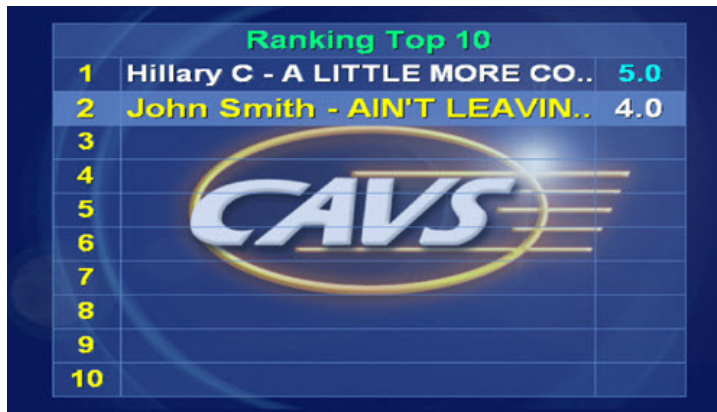 Ranking Top 10
1 Hillary C - A LITTLE MORE CO.. 5.0
2 John Smith - AIN'T LEAVIN.. 4.0
3
4
5
6
7
8
9
10
CAVS